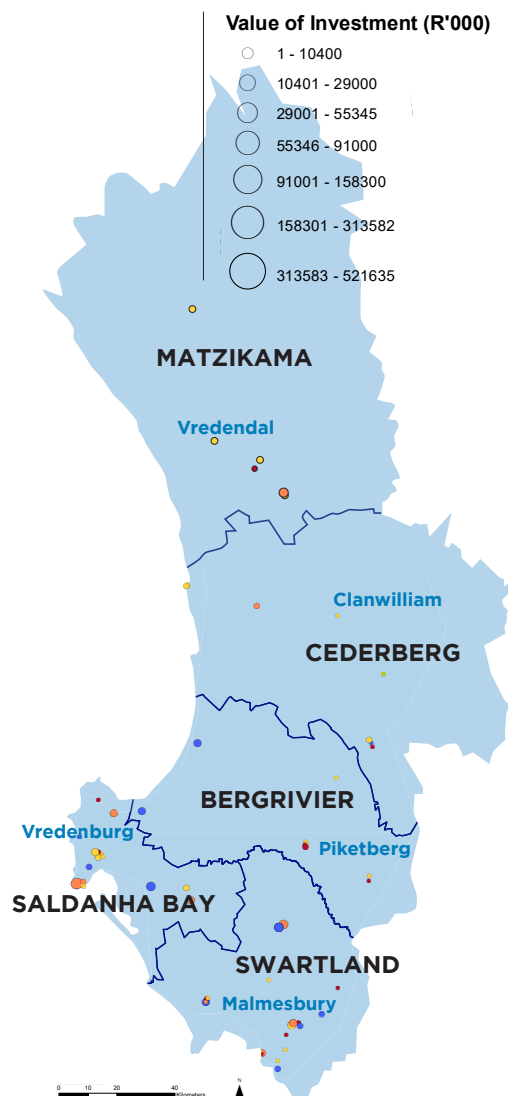 Value of Investment (R'000)
1 - 10400
10401 - 29000
29001 - 55345
55346 - 91000
91001 - 158300
158301 - 313582
313583 - 521635
MATZIKAMA
Vredendal
Clanwilliam
CEDERBERG
BERGRIVIER
Vredenburg
Piketberg
SALDANHA BAY
SWARTLAND
Malmesbury
N
0 10 20 40
Kilometers